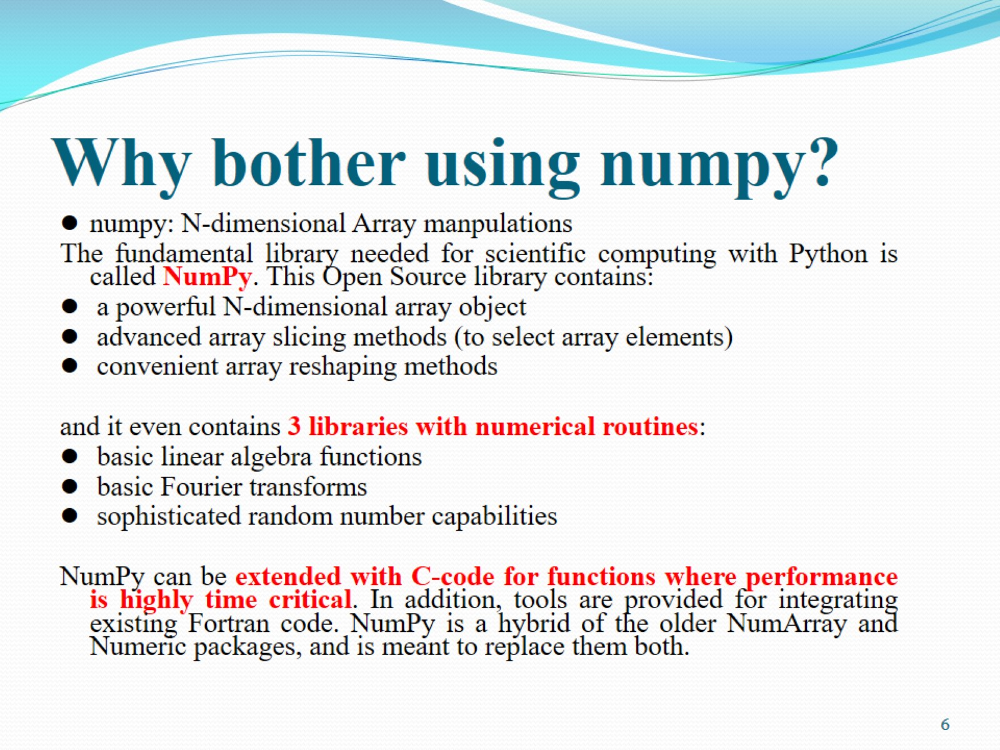 Why bother using numpy?
● numpy: N-dimensional Array manpulations
The fundamental library needed for scientific computing with Python is
called NumPy. This Open Source library contains:
● a powerful N-dimensional array object
● advanced array slicing methods (to select array elements)
● convenient array reshaping methods
and it even contains 3 libraries with numerical routines:
● basic linear algebra functions
● basic Fourier transforms
● sophisticated random number capabilities
NumPy can be extended with C-code for functions where performance
is highly time critical. In addition, tools are provided for integrating
existing Fortran code. NumPy is a hybrid of the older NumArray and
Numeric packages, and is meant to replace them both.
6